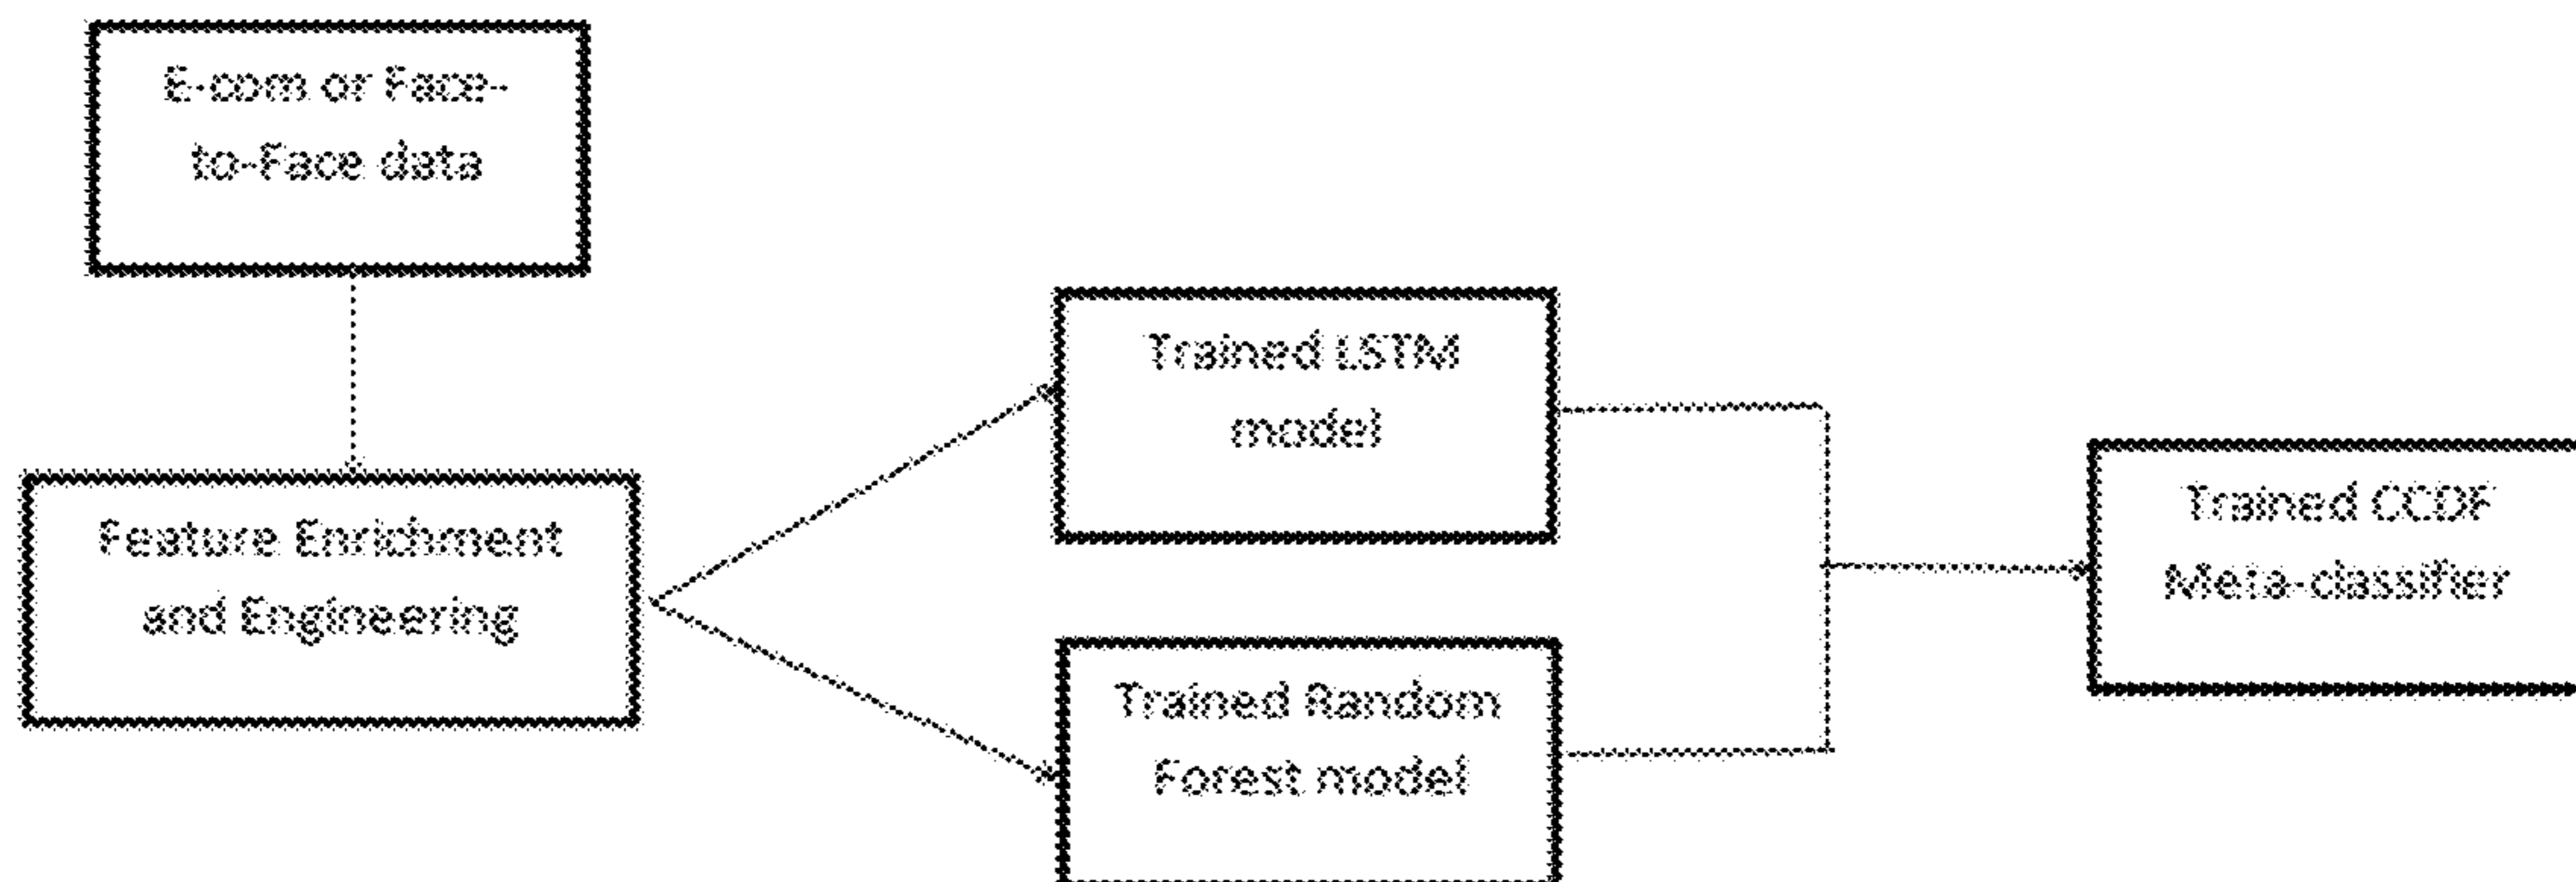 E-com or Face-
to-Face data
Feature Enrichment
and Engineering
Trained LSTM
model
Trained Random
Forest model
Trained CCDF
Meta-classifier